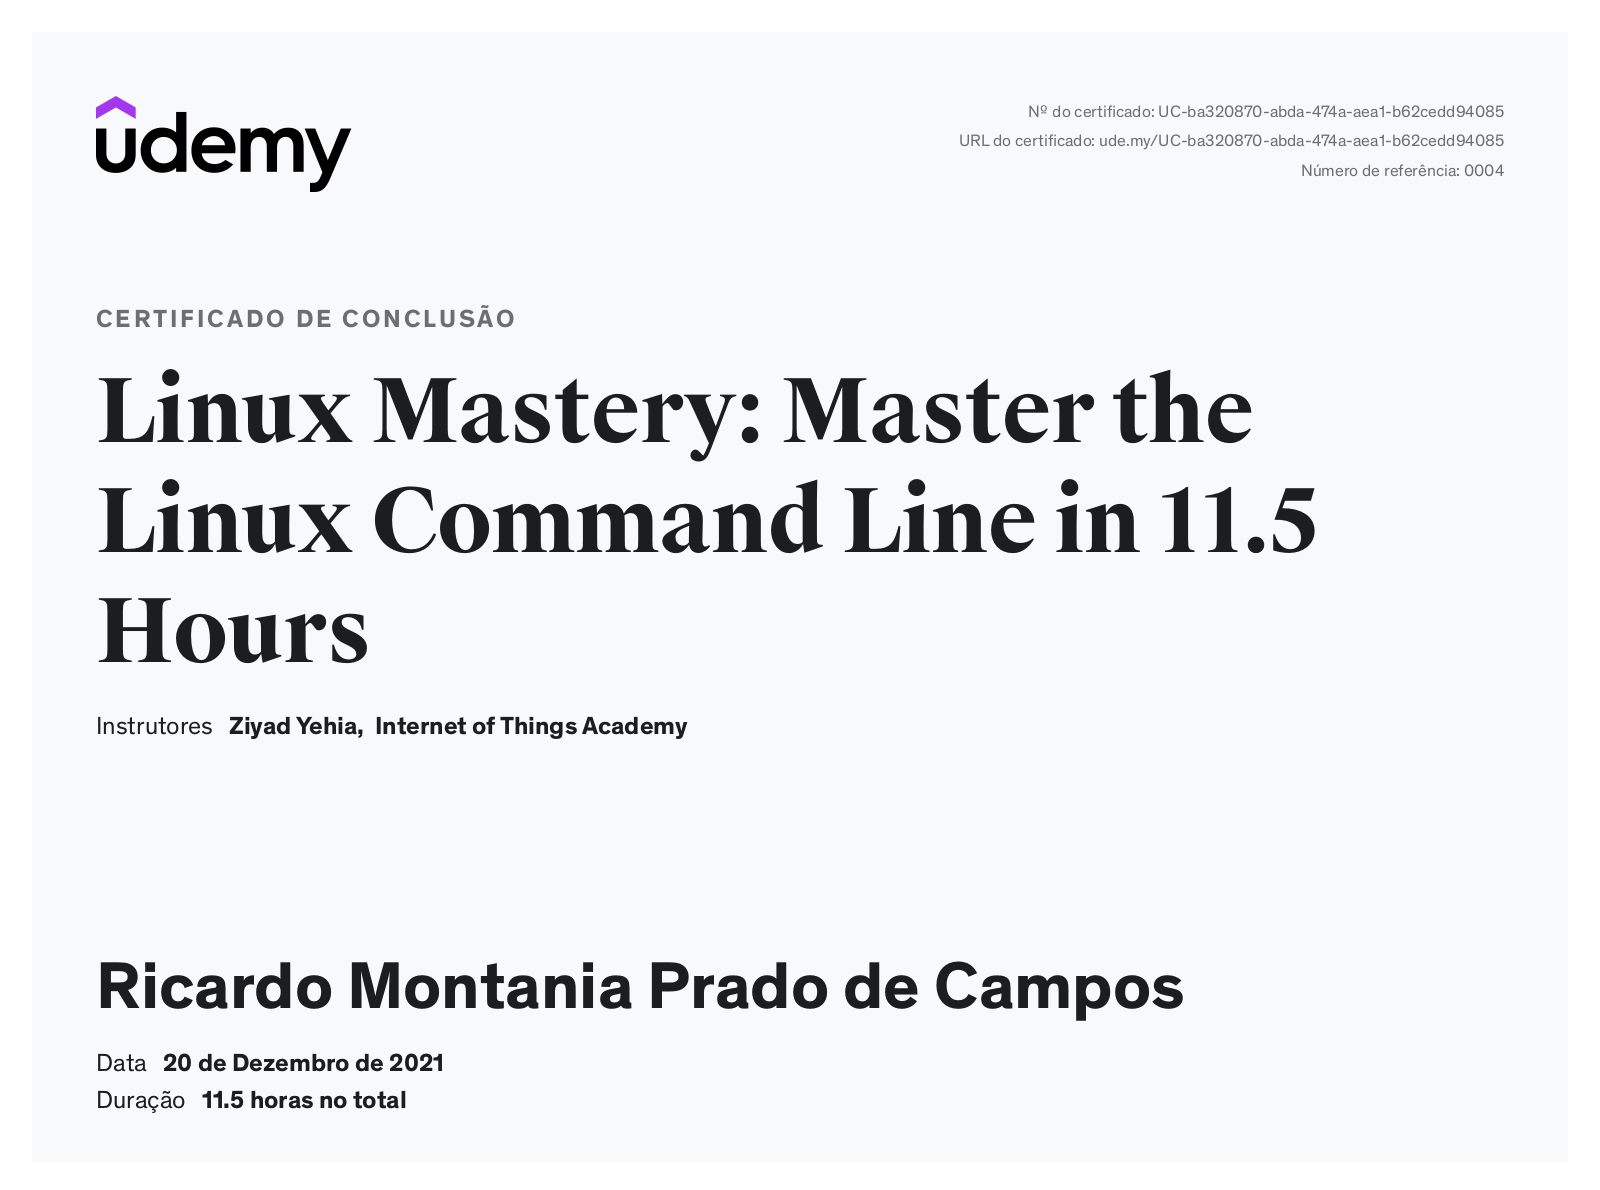 udemy
Nº do certificado: UC-ba320870-abda-474a-aea1-b62cedd94085
URL do certificado: ude.my/UC-ba320870-abda-474a-aea1-b62cedd94085
Número de referência: 0004
CERTIFICADO DE CONCLUSÃO
Linux Mastery: Master the
Linux Command Line in 11.5
Hours
Instrutores Ziyad Yehia, Internet of Things Academy
Ricardo Montania Prado de Campos
Data 20 de Dezembro de 2021
Duração 11.5 horas no total